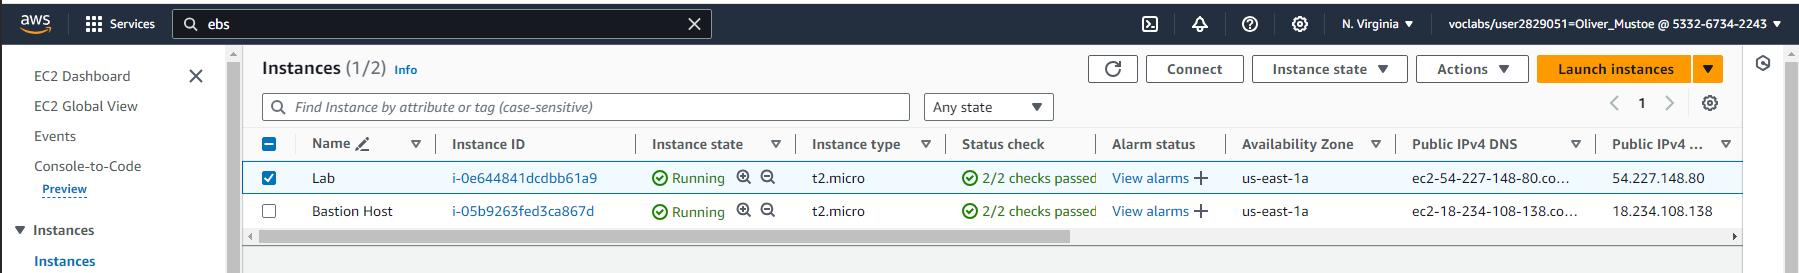 aws Services ebs N. Virginia voclabs/user2829051=Oliver_Mustoe @ 5332-6734-2243
EC2 Dashboard
EC2 Global View
Events
Console-to-Code
Preview
Instances
Instances
Instances (1/2) Info Connect Instance state Actions Launch instances
Find Instance by attribute or tag (case-sensitive) Any state 1
Name Instance ID Instance state Instance type Status check Alarm status Availability Zone Public IPv4 DNS Public IPv4 ...
Lab i-0e644841dcdbb61a9 Running t2.micro 2/2 checks passed View alarms + us-east-1a ec2-54-227-148-80.co... 54.227.148.80
Bastion Host i-05b9263fed3ca867d Running t2.micro 2/2 checks passed View alarms + us-east-1a ec2-18-234-108-138.co... 18.234.108.138